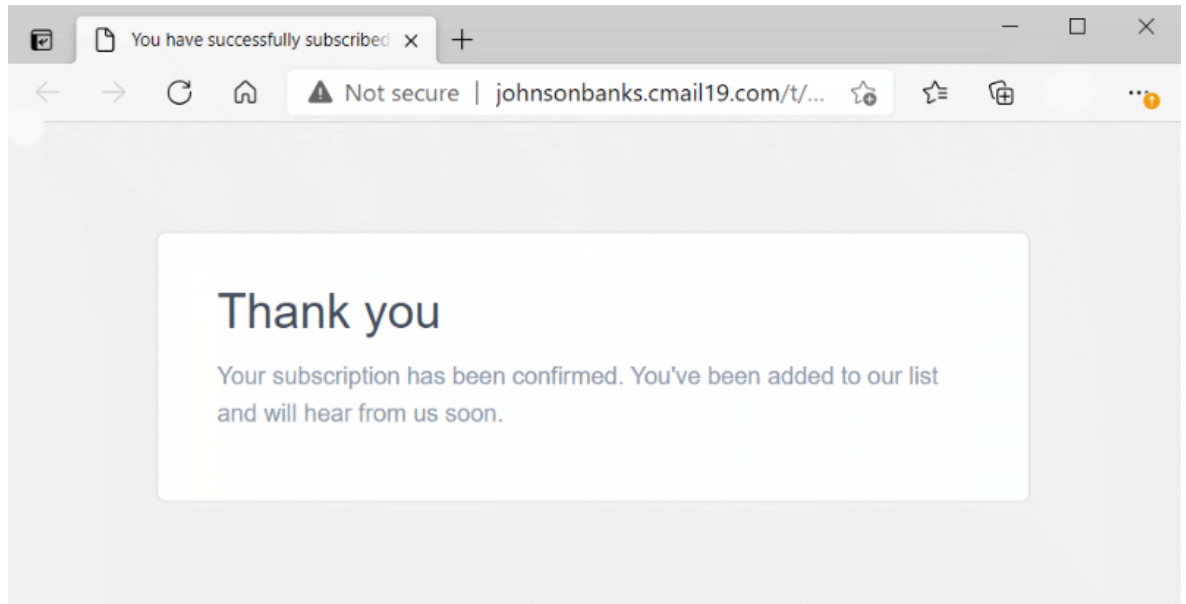 You have successfully subscribed
Not secure | johnsonbanks.cmail19.com/t/...
Thank you
Your subscription has been confirmed. You've been added to our list
and will hear from us soon.